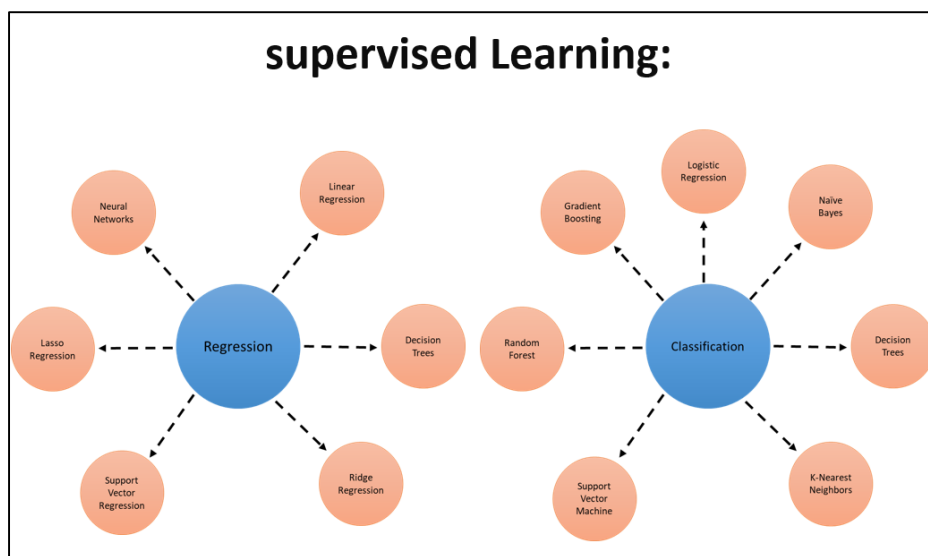 supervised Learning:
Neural
Networks
Linear
Regression
Lasso
Regression
Regression
Decision
Trees
Support
Vector
Regression
Ridge
Regression
Logistic
Regression
Gradient
Boosting
Naïve
Bayes
Random
Forest
Classification
Decision
Trees
Support
Vector
Machine
K-Nearest
Neighbors